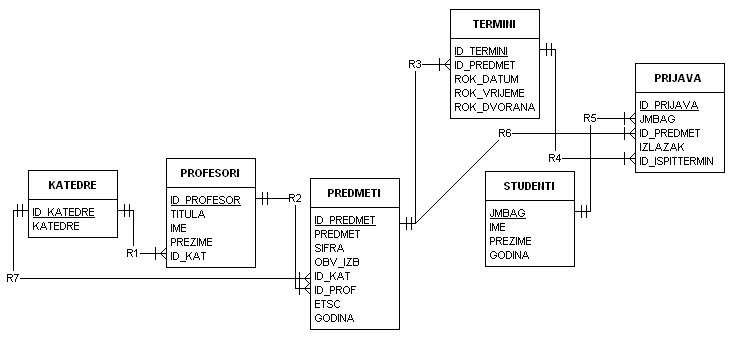 TERMINI
ID_TERMINI
ID_PREDMET
ROK_DATUM
ROK_VRIJEME
ROK_DVORANA
R3
PRIJAVA
ID_PRIJAVA
JMBAG
ID_PREDMET
IZLAZAK
ID_ISPITTERMIN
R5
R6
R4
KATEDRE
ID_KATEDRE
KATEDRE
PROFESORI
ID_PROFESOR
TITULA
IME
PREZIME
ID_KAT
R2
R1
R7
PREDMETI
ID_PREDMET
PREDMET
SIFRA
OBV_IZB
ID_KAT
ID_PROF
ETSC
GODINA
STUDENTI
JMBAG
IME
PREZIME
GODINA